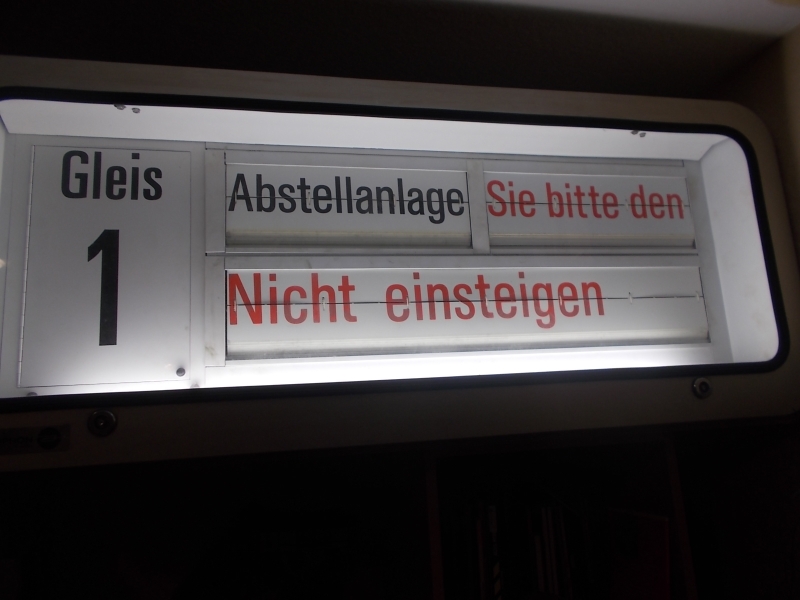 Gleis
1
Abstellanlage Sie bitte den
Nicht einsteigen